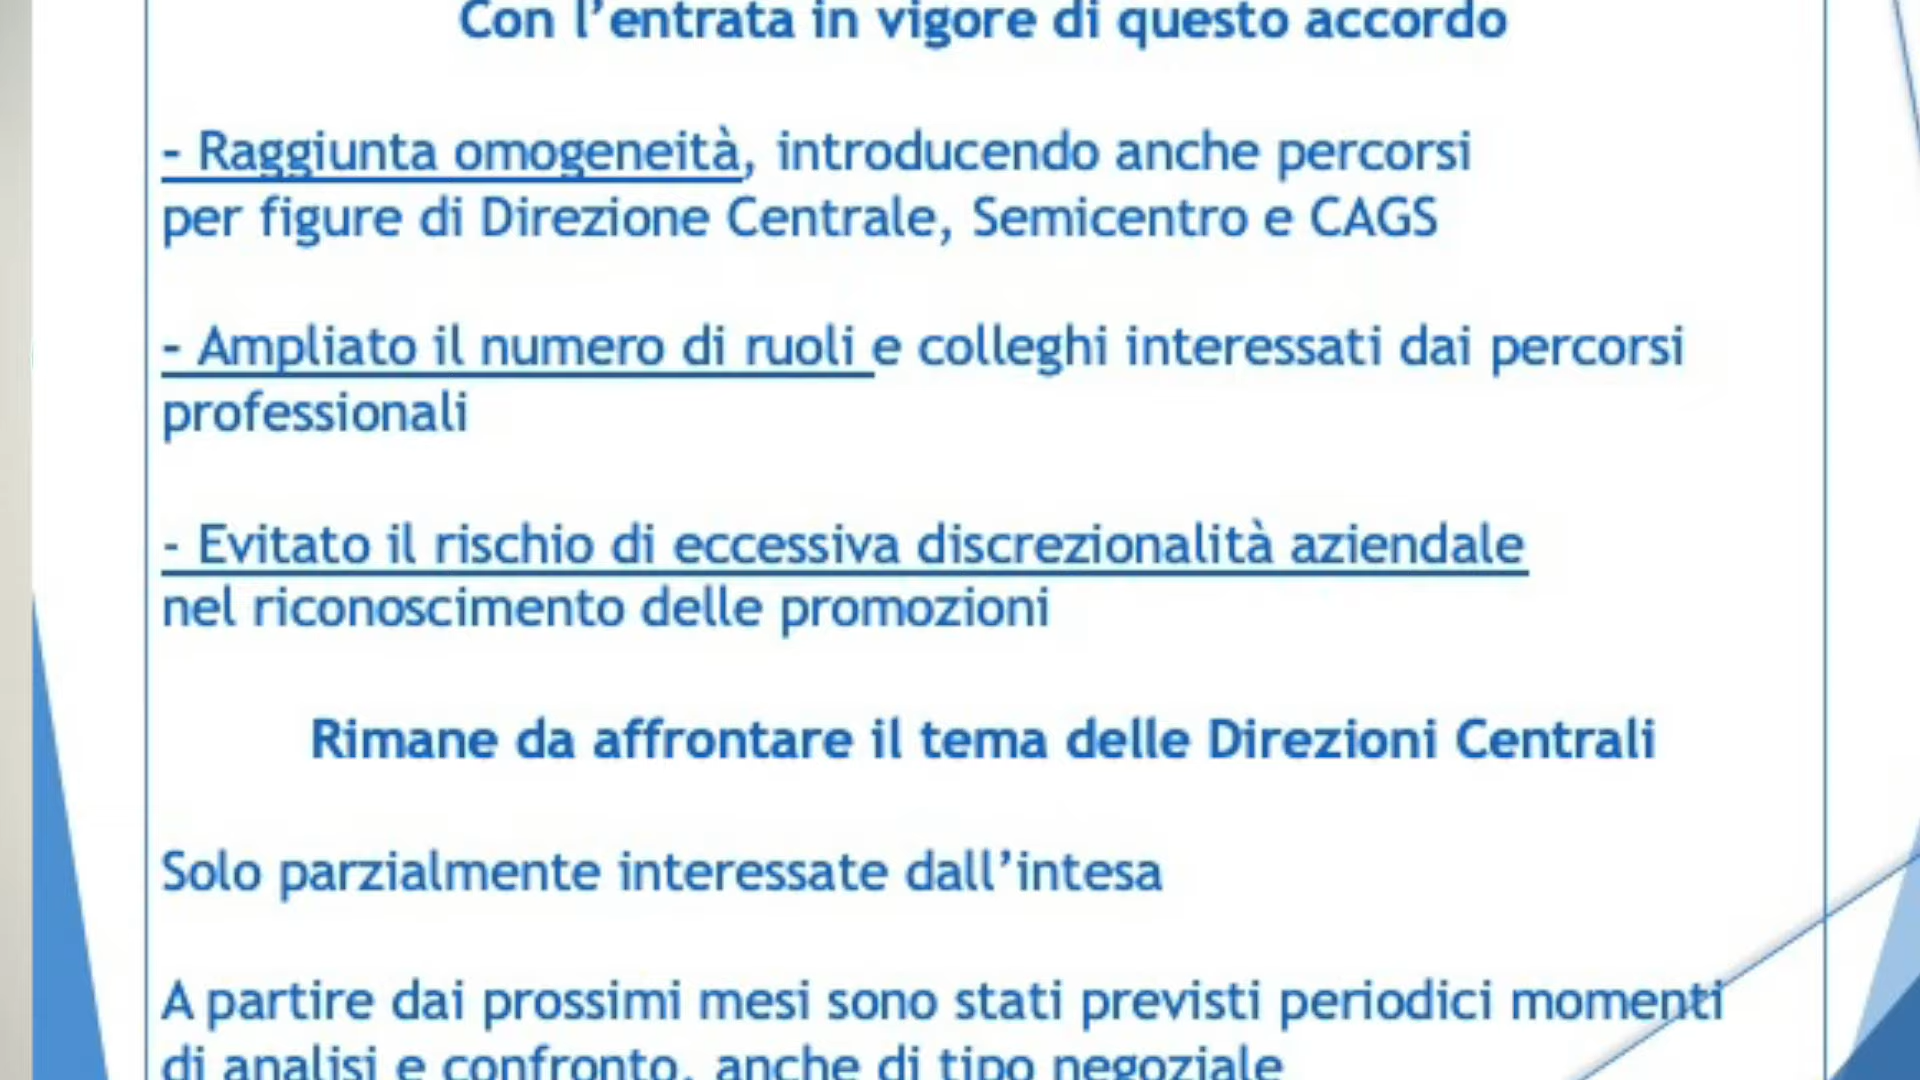 Con l’entrata in vigore di questo accordo
- Raggiunta omogeneità, introducendo anche percorsi
per figure di Direzione Centrale, Semicentro e CAGS
- Ampliato il numero di ruoli e colleghi interessati dai percorsi
professionali
- Evitato il rischio di eccessiva discrezionalità aziendale
nel riconoscimento delle promozioni
Rimane da affrontare il tema delle Direzioni Centrali
Solo parzialmente interessate dall’intesa
A partire dai prossimi mesi sono stati previsti periodici momenti
di analisi e confronto, anche di tipo negoziale